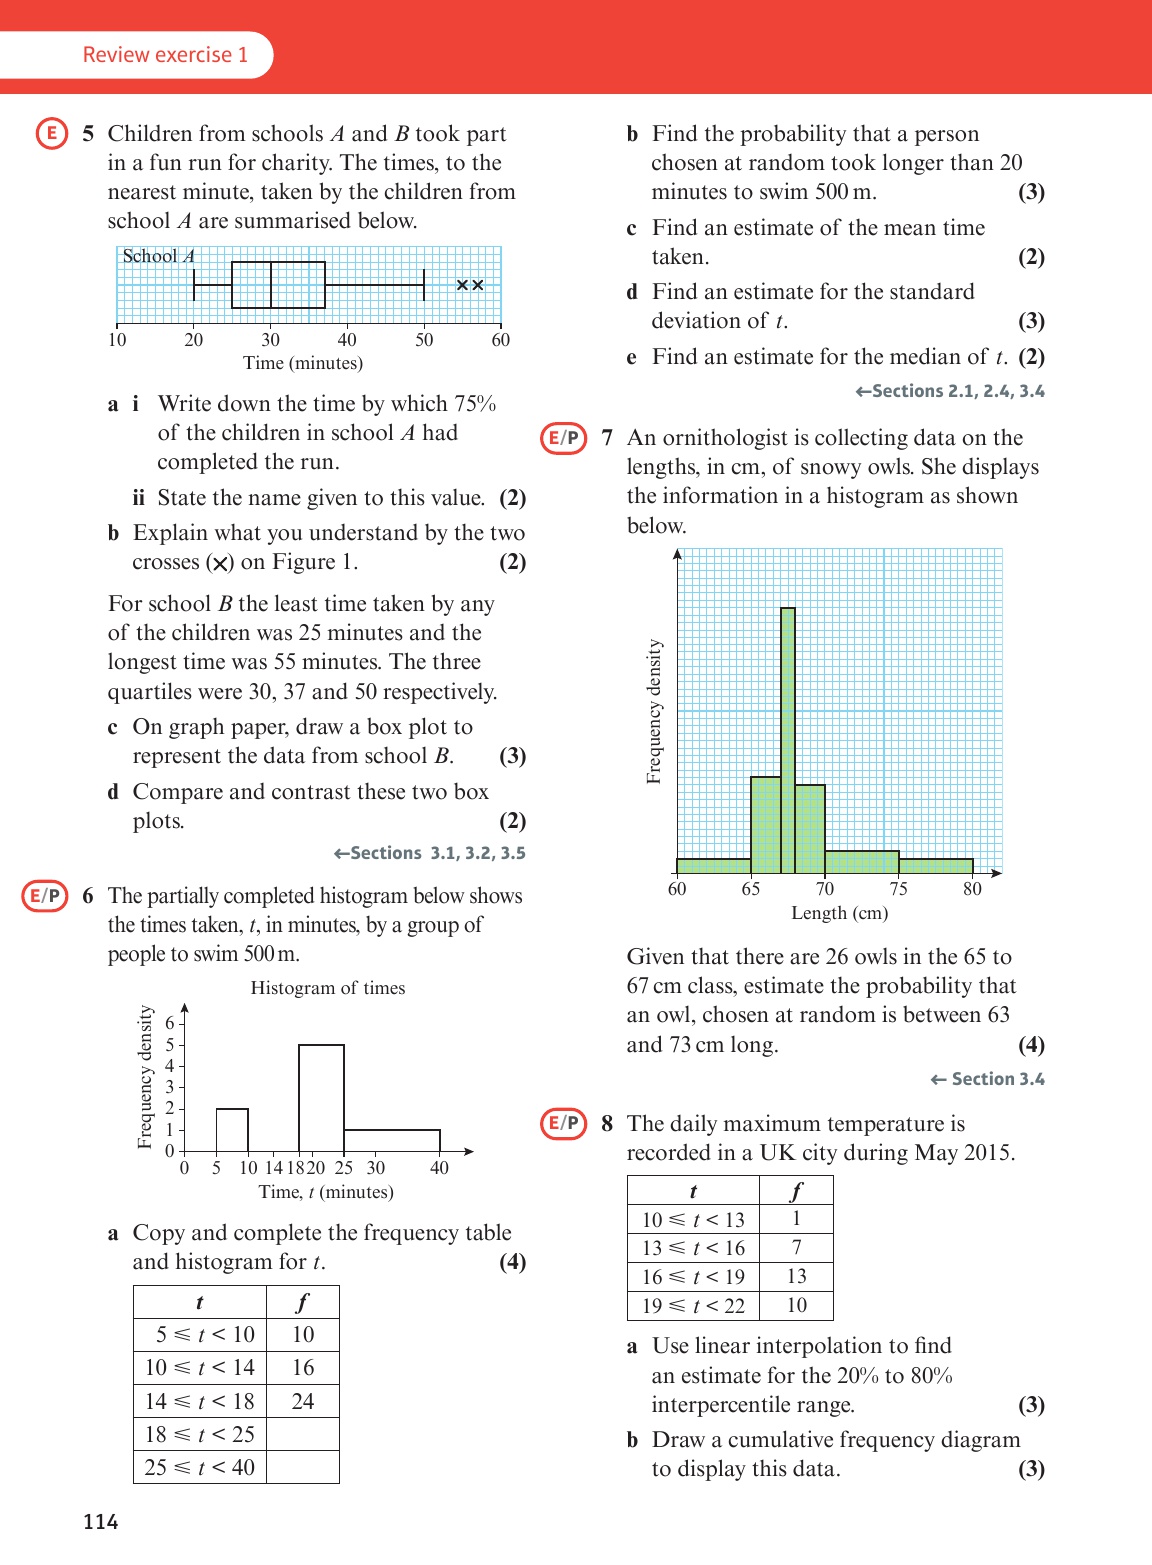 Review exercise 1
E 5 Children from schools A and B took part
in a fun run for charity. The times, to the
nearest minute, taken by the children from
school A are summarised below.
School A
10 20 30 40 50 60
Time (minutes)
a i Write down the time by which 75%
of the children in school A had
completed the run.
ii State the name given to this value. (2)
b Explain what you understand by the two
crosses (×) on Figure 1. (2)
For school B the least time taken by any
of the children was 25 minutes and the
longest time was 55 minutes. The three
quartiles were 30, 37 and 50 respectively.
c On graph paper, draw a box plot to
represent the data from school B. (3)
d Compare and contrast these two box
plots. (2)
←Sections 3.1, 3.2, 3.5
E/P 6 The partially completed histogram below shows
the times taken, t, in minutes, by a group of
people to swim 500 m.
Histogram of times
Frequency density
6
5
4
3
2
1
0
0 5 10 14 18 20 25 30 40
Time, t (minutes)
a Copy and complete the frequency table
and histogram for t. (4)
t f
5 ⩽ t < 10 10
10 ⩽ t < 14 16
14 ⩽ t < 18 24
18 ⩽ t < 25
25 ⩽ t < 40
b Find the probability that a person
chosen at random took longer than 20
minutes to swim 500 m. (3)
c Find an estimate of the mean time
taken. (2)
d Find an estimate for the standard
deviation of t. (3)
e Find an estimate for the median of t. (2)
←Sections 2.1, 2.4, 3.4
E/P 7 An ornithologist is collecting data on the
lengths, in cm, of snowy owls. She displays
the information in a histogram as shown
below.
Frequency density
60 65 70 75 80
Length (cm)
Given that there are 26 owls in the 65 to
67 cm class, estimate the probability that
an owl, chosen at random is between 63
and 73 cm long. (4)
← Section 3.4
E/P 8 The daily maximum temperature is
recorded in a UK city during May 2015.
t f
10 ⩽ t < 13 1
13 ⩽ t < 16 7
16 ⩽ t < 19 13
19 ⩽ t < 22 10
a Use linear interpolation to find
an estimate for the 20% to 80%
interpercentile range. (3)
b Draw a cumulative frequency diagram
to display this data. (3)
114